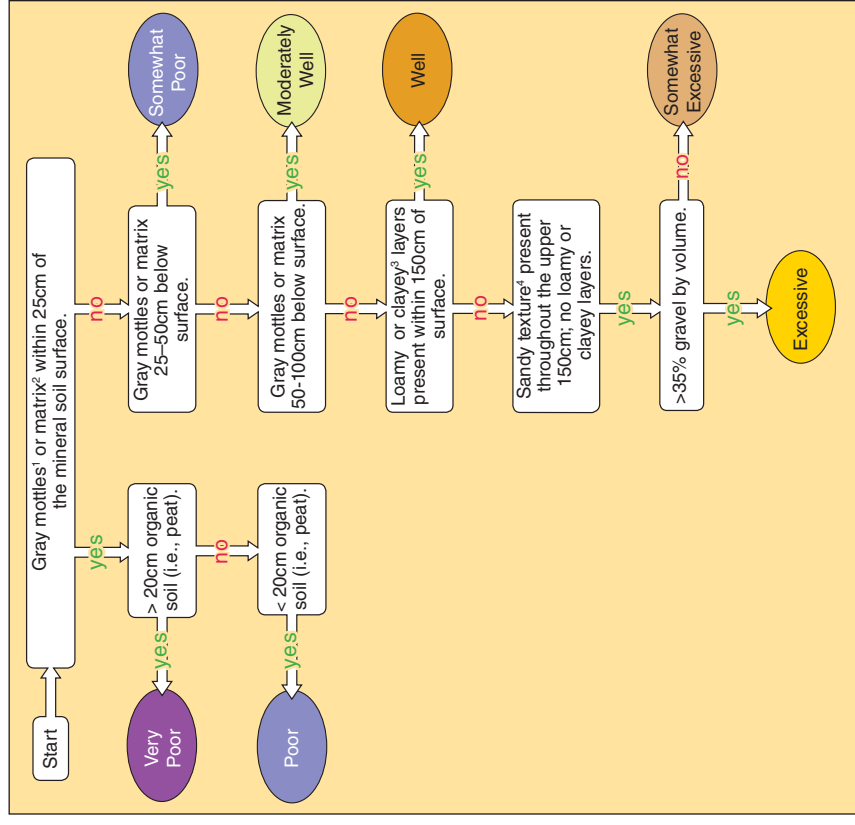 Start
Gray mottles¹ or matrix² within 25cm of
the mineral soil surface.
yes
> 20cm organic
soil (i.e., peat).
yes
Very
Poor
no
< 20cm organic
soil (i.e., peat).
yes
Poor
no
Gray mottles or matrix
25–50cm below
surface.
yes
Somewhat
Poor
no
Gray mottles or matrix
50-100cm below surface.
yes
Moderately
Well
no
Loamy or clayey³ layers
present within 150cm of
surface.
yes
Well
no
Sandy texture⁴ present
throughout the upper
150cm; no loamy or
clayey layers.
yes
>35% gravel by volume.
no
Somewhat
Excessive
yes
Excessive